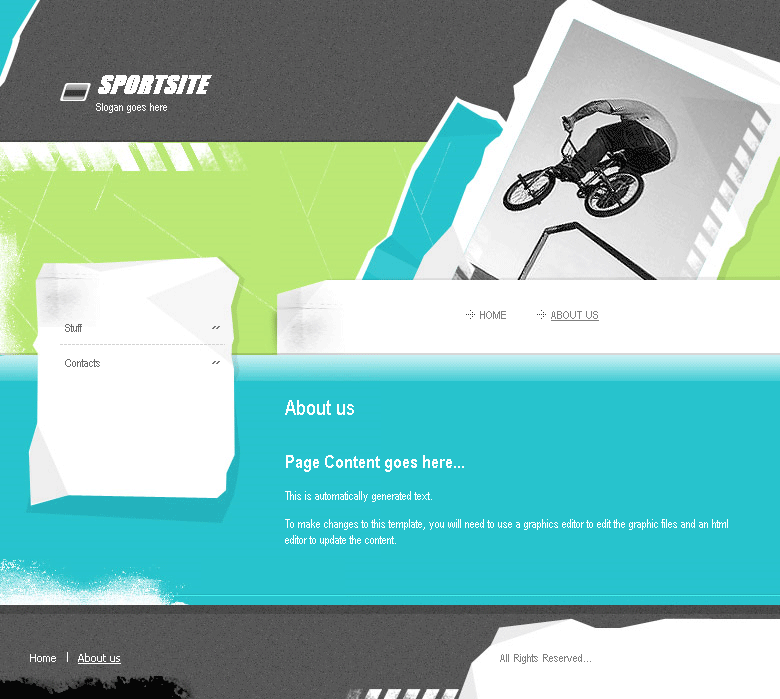 SPORTSITE
Slogan goes here
HOME
ABOUT US
Stuff
Contacts
About us
Page Content goes here...
This is automatically generated text.
To make changes to this template, you will need to use a graphics editor to edit the graphic files and an html
editor to update the content.
Home | About us
All Rights Reserved...